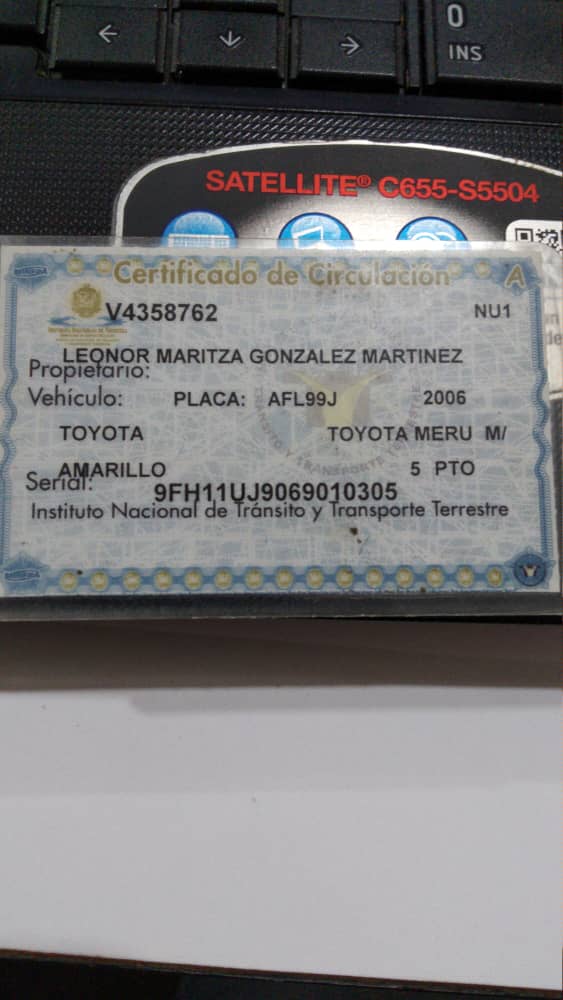 0
INS
SATELLITE® C655-S5504
Certificado de Circulación A
V4358762 NU1
LEONOR MARITZA GONZALEZ MARTINEZ
Propietario:
Vehículo: PLACA: AFL99J 2006
TOYOTA TOYOTA MERU M/
AMARILLO 5 PTO
Serial:
9FH11UJ9069010305
Instituto Nacional de Tránsito y Transporte Terrestre